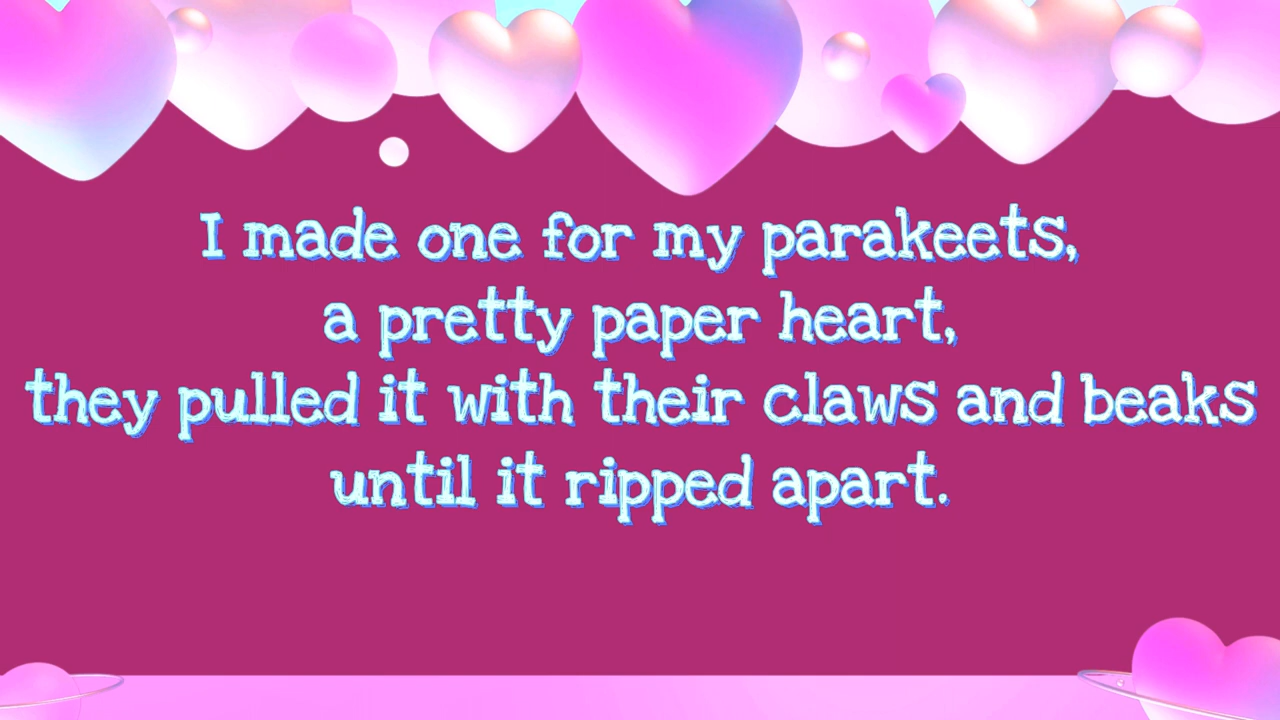 I made one for my parakeets,
a pretty paper heart,
they pulled it with their claws and beaks
until it ripped apart.